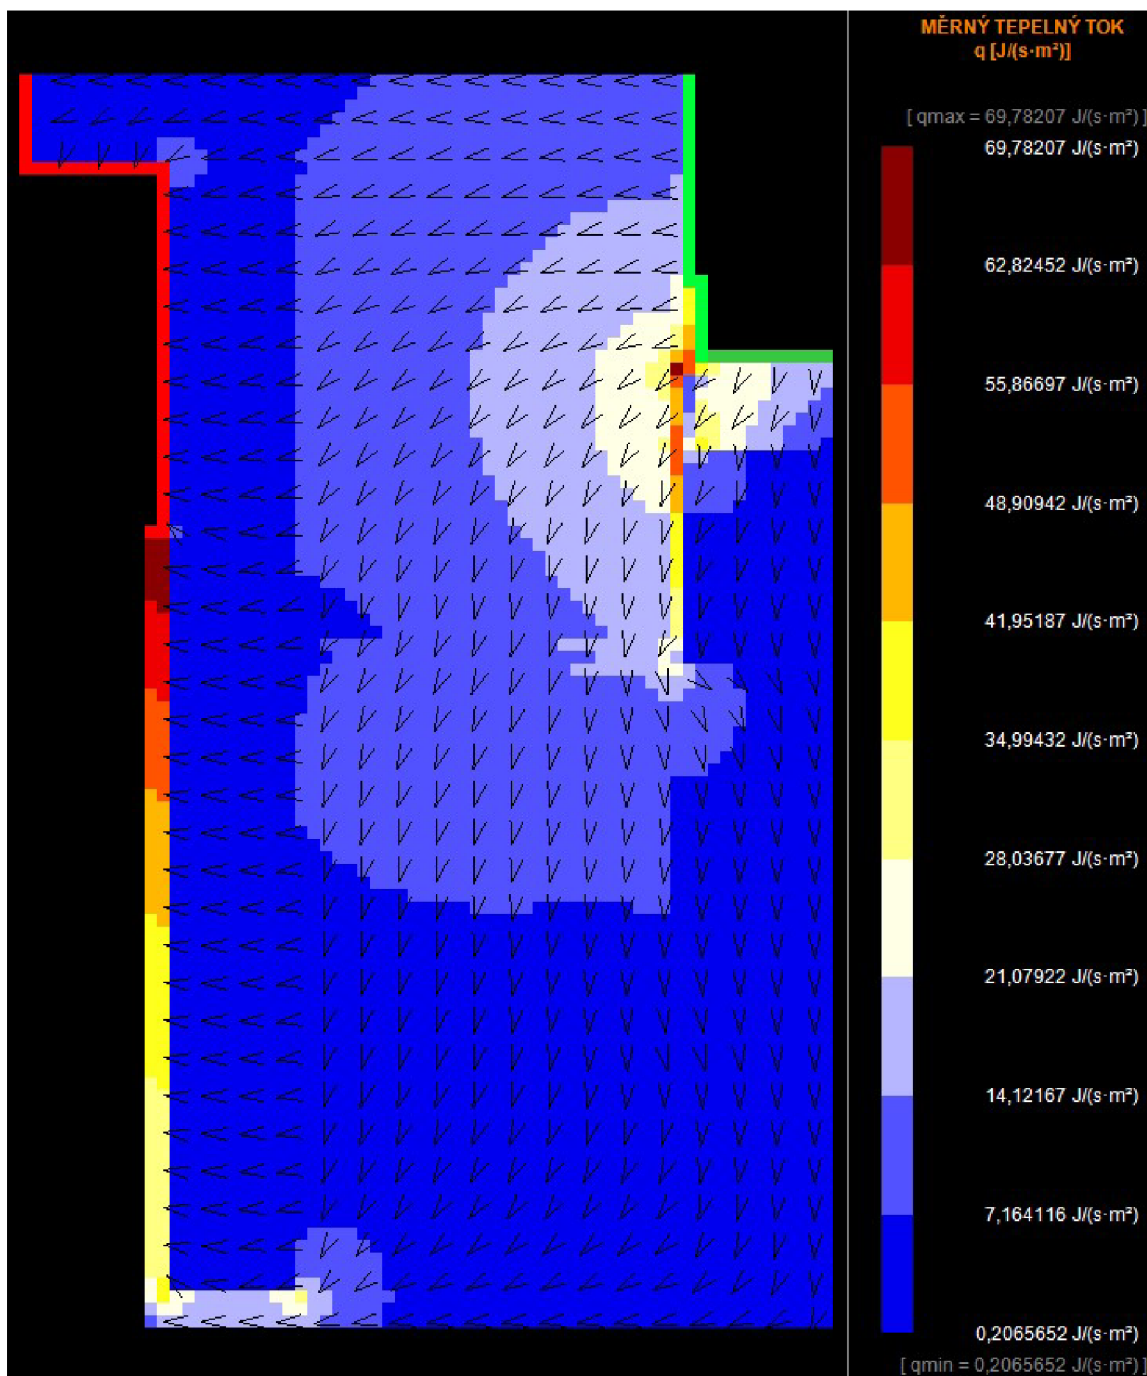 MĚRNÝ TEPELNÝ TOK
q [J/(s·m²)]
[ qmax = 69,78207 J/(s·m²) ]
69,78207 J/(s·m²)
62,82452 J/(s·m²)
55,86697 J/(s·m²)
48,90942 J/(s·m²)
41,95187 J/(s·m²)
34,99432 J/(s·m²)
28,03677 J/(s·m²)
21,07922 J/(s·m²)
14,12167 J/(s·m²)
7,164116 J/(s·m²)
0,2065652 J/(s·m²)
[ qmin = 0,2065652 J/(s·m²) ]